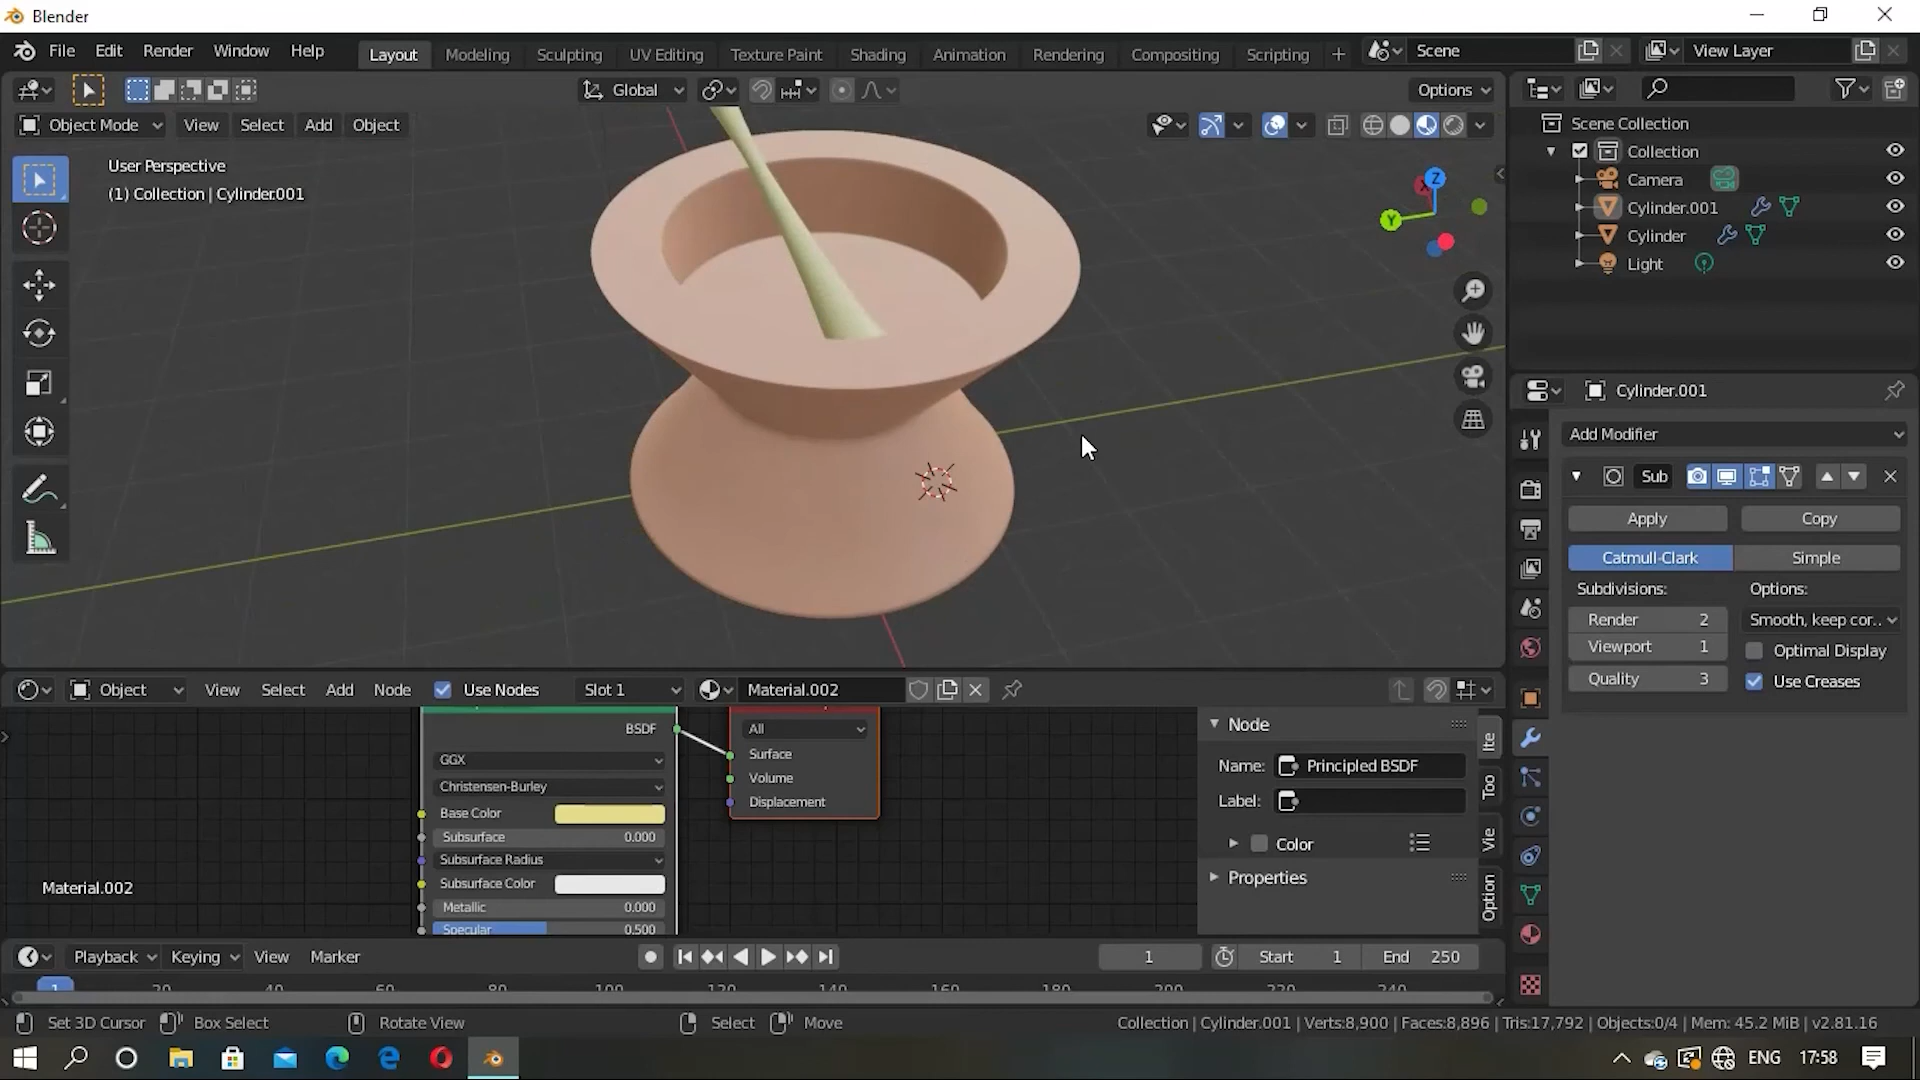 Blender
File Edit Render Window Help Layout Modeling Sculpting UV Editing Texture Paint Shading Animation Rendering Compositing Scripting + Scene View Layer
Global Options
Object Mode View Select Add Object
User Perspective
(1) Collection | Cylinder.001
Z
X
Y
Scene Collection
Collection
Camera
Cylinder.001
Cylinder
Light
Cylinder.001
Add Modifier
Sub
Apply Copy
Catmull-Clark Simple
Subdivisions: Options:
Render 2 Smooth, keep cor..
Viewport 1 Optimal Display
Quality 3 Use Creases
Object View Select Add Node Use Nodes Slot 1 Material.002
BSDF
GGX
Christensen-Burley
Base Color
Subsurface 0.000
Subsurface Radius
Subsurface Color
Metallic 0.000
Specular 0.500
All
Surface
Volume
Displacement
Material.002
Node
Name: Principled BSDF
Label:
Color
Properties
Ite
Too
Vie
Option
Playback Keying View Marker 1 Start 1 End 250
1 20 40 60 80 100 120 140 160 180 200 220 240
Set 3D Cursor Box Select Rotate View Select Move Collection | Cylinder.001 | Verts:8,900 | Faces:8,896 | Tris:17,792 | Objects:0/4 | Mem: 45.2 MiB | v2.81.16
ENG 17:58